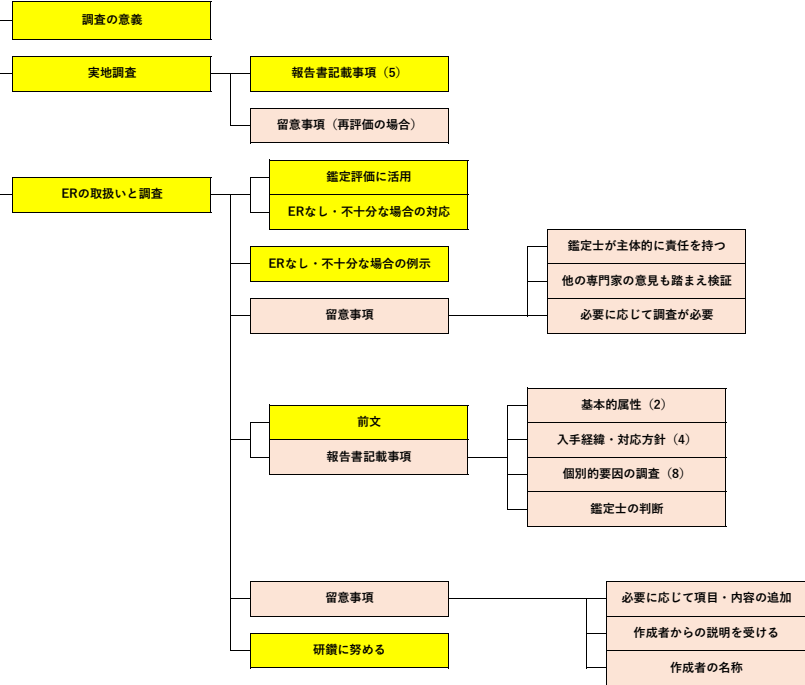 調査の意義
実地調査
報告書記載事項（5）
留意事項（再評価の場合）
ERの取扱いと調査
鑑定評価に活用
ERなし・不十分な場合の対応
ERなし・不十分な場合の例示
留意事項
鑑定士が主体的に責任を持つ
他の専門家の意見も踏まえ検証
必要に応じて調査が必要
前文
報告書記載事項
基本的属性（2）
入手経緯・対応方針（4）
個別的要因の調査（8）
鑑定士の判断
留意事項
必要に応じて項目・内容の追加
作成者からの説明を受ける
作成者の名称
研鑽に努める